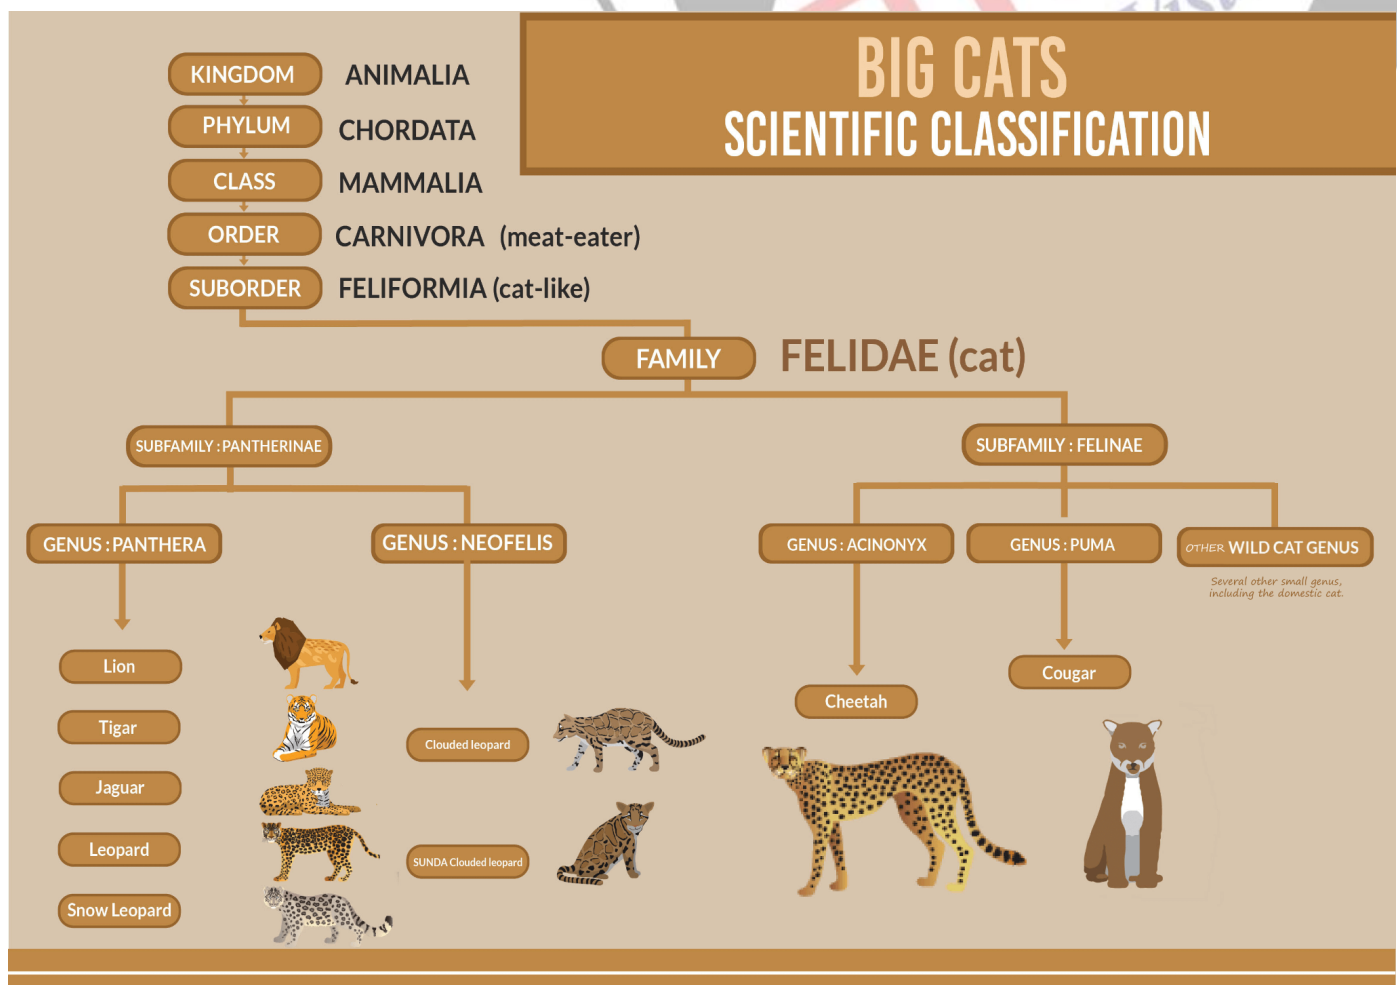 BIG CATS
SCIENTIFIC CLASSIFICATION
KINGDOM ANIMALIA
PHYLUM CHORDATA
CLASS MAMMALIA
ORDER CARNIVORA (meat-eater)
SUBORDER FELIFORMIA (cat-like)
FAMILY FELIDAE (cat)
SUBFAMILY : PANTHERINAE
SUBFAMILY : FELINAE
GENUS : PANTHERA
GENUS : NEOFELIS
GENUS : ACINONYX
GENUS : PUMA
OTHER WILD CAT GENUS
Several other small genus,
including the domestic cat.
Lion
Tigar
Jaguar
Leopard
Snow Leopard
Clouded leopard
SUNDA Clouded leopard
Cheetah
Cougar